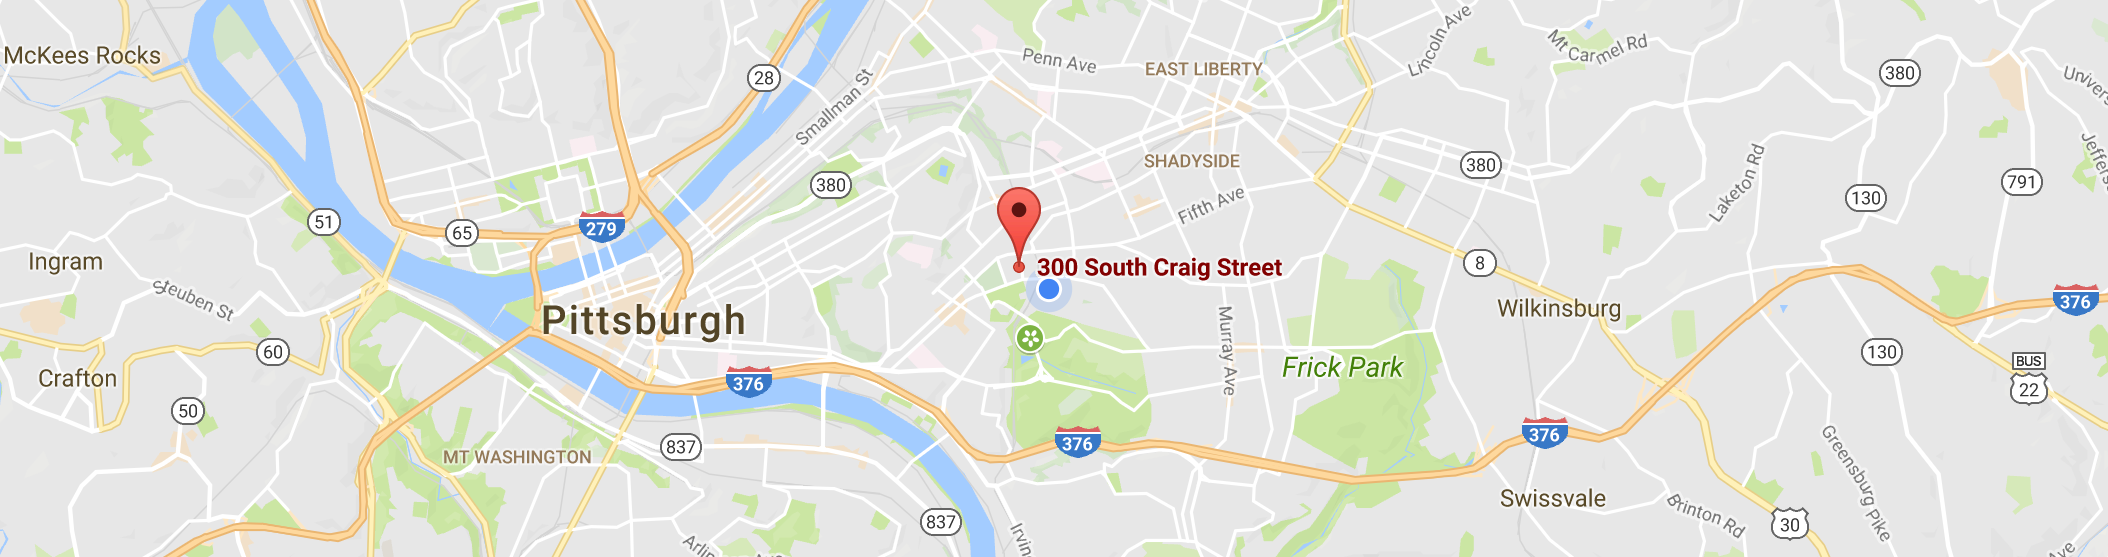 McKees Rocks
28
Smallman St
Penn Ave
EAST LIBERTY
Lincoln Ave
Mt Carmel Rd
380
Univers
380
SHADYSIDE
380
Laketon Rd
791
Jeffers
130
51
65
279
Fifth Ave
Ingram
Steuben St
300 South Craig Street
8
376
Pittsburgh
Wilkinsburg
Murray Ave
60
Crafton
376
Frick Park
130
BUS
22
50
837
376
376
MT WASHINGTON
Greensburg Pike
Swissvale
Brinton Rd
30
837
Arlin
Irvin
Ave